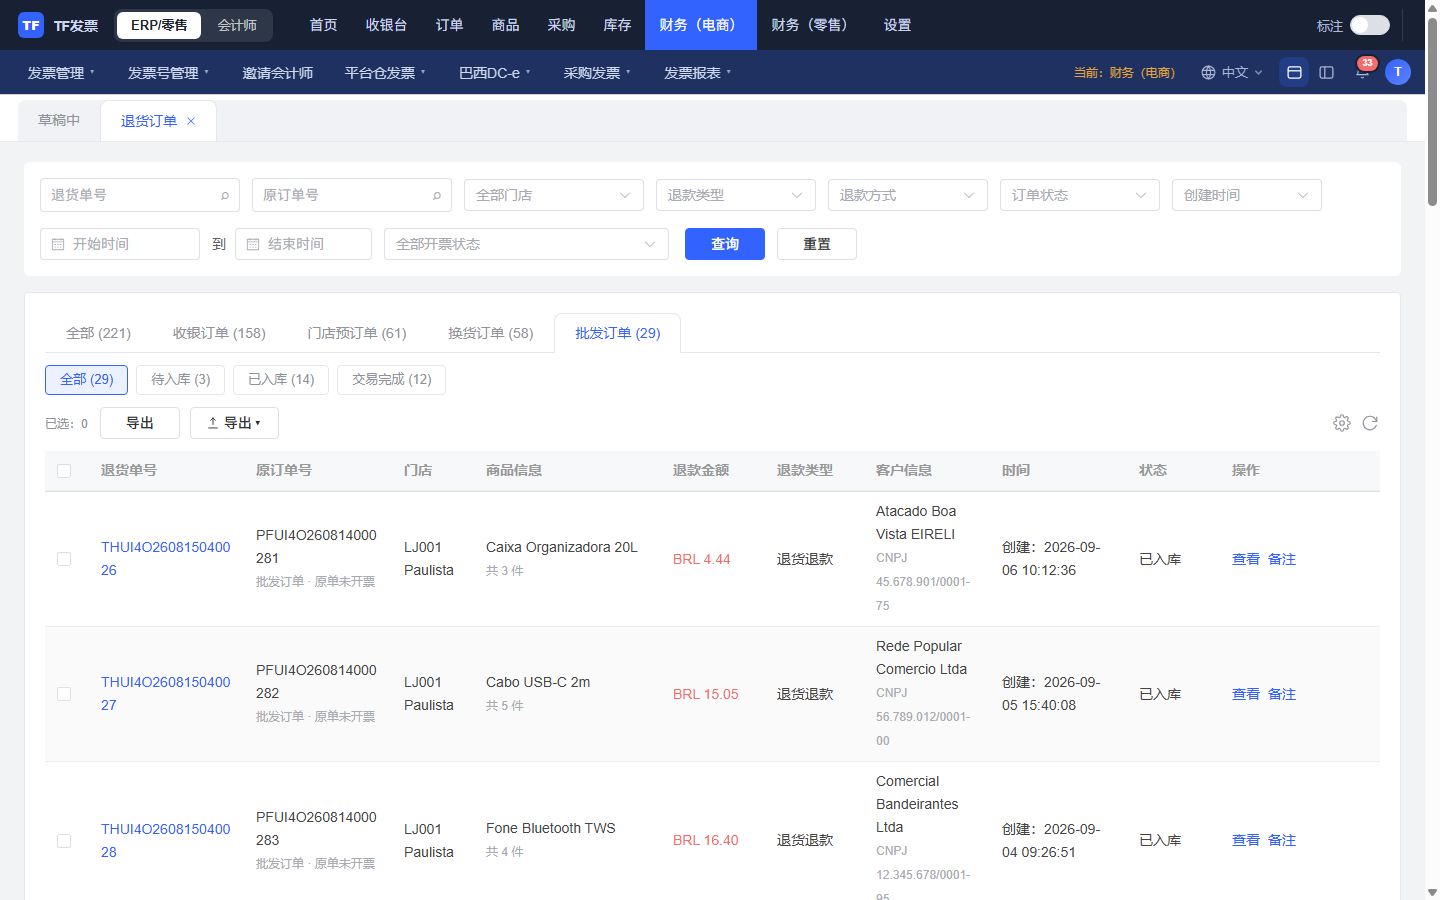 TF TF发票 ERP/零售 会计师 首页 收银台 订单 商品 采购 库存 财务（电商） 财务（零售） 设置 标注
发票管理 发票号管理 邀请会计师 平台仓发票 巴西DC-e 采购发票 发票报表 当前：财务（电商） 中文 33 T
草稿中 退货订单
退货单号 原订单号 全部门店 退款类型 退款方式 订单状态 创建时间
开始时间 到 结束时间 全部开票状态 查询 重置
全部 (221) 收银订单 (158) 门店预订单 (61) 换货订单 (58) 批发订单 (29)
全部 (29) 待入库 (3) 已入库 (14) 交易完成 (12)
已选：0 导出 导出
退货单号 原订单号 门店 商品信息 退款金额 退款类型 客户信息 时间 状态 操作
THUI4O260815040026 PFUI4O260814000281 批发订单 · 原单未开票 LJ001 Paulista Caixa Organizadora 20L 共 3 件 BRL 4.44 退货退款 Atacado Boa Vista EIRELI CNPJ 45.678.901/0001-75 创建：2026-09-06 10:12:36 已入库 查看 备注
THUI4O260815040027 PFUI4O260814000282 批发订单 · 原单未开票 LJ001 Paulista Cabo USB-C 2m 共 5 件 BRL 15.05 退货退款 Rede Popular Comercio Ltda CNPJ 56.789.012/0001-00 创建：2026-09-05 15:40:08 已入库 查看 备注
THUI4O260815040028 PFUI4O260814000283 批发订单 · 原单未开票 LJ001 Paulista Fone Bluetooth TWS 共 4 件 BRL 16.40 退货退款 Comercial Bandeirantes Ltda CNPJ 12.345.678/0001-95 创建：2026-09-04 09:26:51 已入库 查看 备注